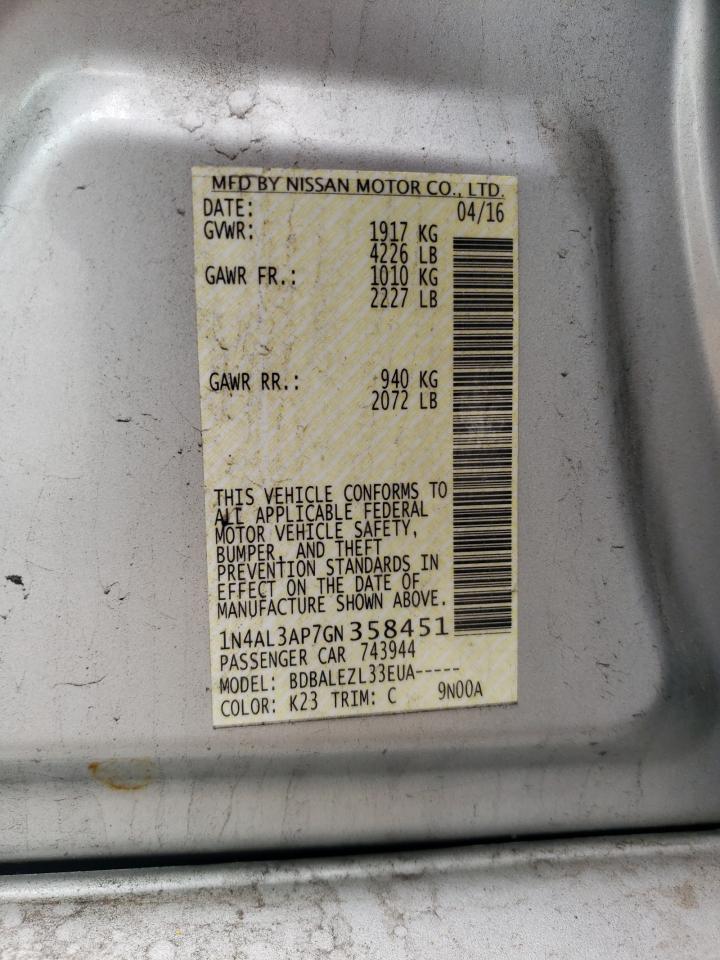 MFD BY NISSAN MOTOR CO., LTD.
DATE: 04/16
GVWR: 1917 KG
4226 LB
GAWR FR.: 1010 KG
2227 LB
GAWR RR.: 940 KG
2072 LB
THIS VEHICLE CONFORMS TO
ALL APPLICABLE FEDERAL
MOTOR VEHICLE SAFETY,
BUMPER, AND THEFT
PREVENTION STANDARDS IN
EFFECT ON THE DATE OF
MANUFACTURE SHOWN ABOVE.
1N4AL3AP7GN358451
PASSENGER CAR 743944
MODEL: BDBALEZL33EUA-----
COLOR: K23 TRIM: C 9N00A